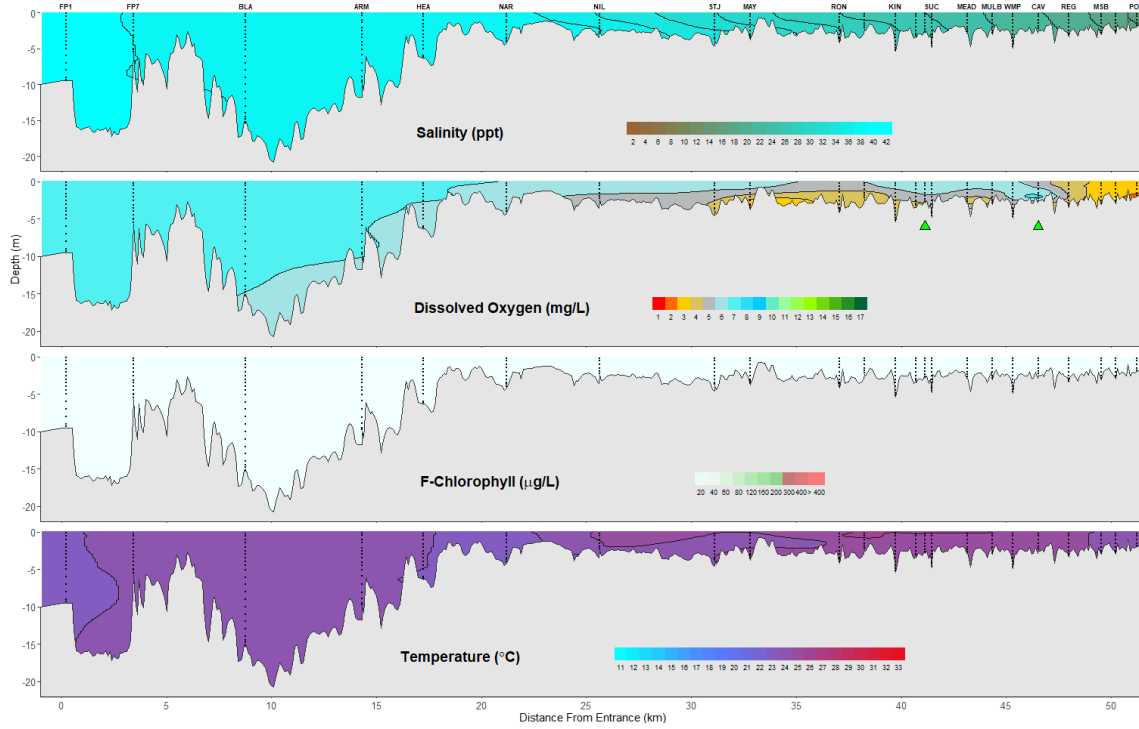 FP1 FP7 BLA ARM HEA NAR NIL STJ MAY RON KIN SUC MEAD MULB WMP CAV REG MSB PO
0
-5
-10
-15
-20
Salinity (ppt)
2 4 6 8 10 12 14 16 18 20 22 24 26 28 30 32 34 36 38 40 42
0
-5
-10
-15
-20
Dissolved Oxygen (mg/L)
1 2 3 4 5 6 7 8 9 10 11 12 13 14 15 16 17
Depth (m)
0
-5
-10
-15
-20
F-Chlorophyll (μg/L)
20 40 60 80 120 160 200 300 400 > 400
0
-5
-10
-15
-20
Temperature (°C)
11 12 13 14 15 16 17 18 19 20 21 22 23 24 25 26 27 28 29 30 31 32 33
0 5 10 15 20 25 30 35 40 45 50
Distance From Entrance (km)